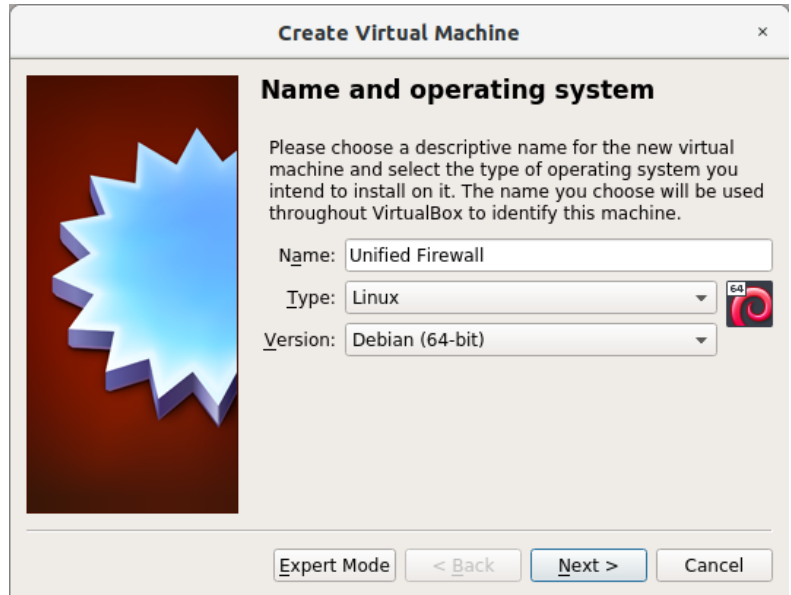 Create Virtual Machine ×
Name and operating system
Please choose a descriptive name for the new virtual
machine and select the type of operating system you
intend to install on it. The name you choose will be used
throughout VirtualBox to identify this machine.
Name: Unified Firewall
Type: Linux
64
Version: Debian (64-bit)
Expert Mode < Back Next > Cancel